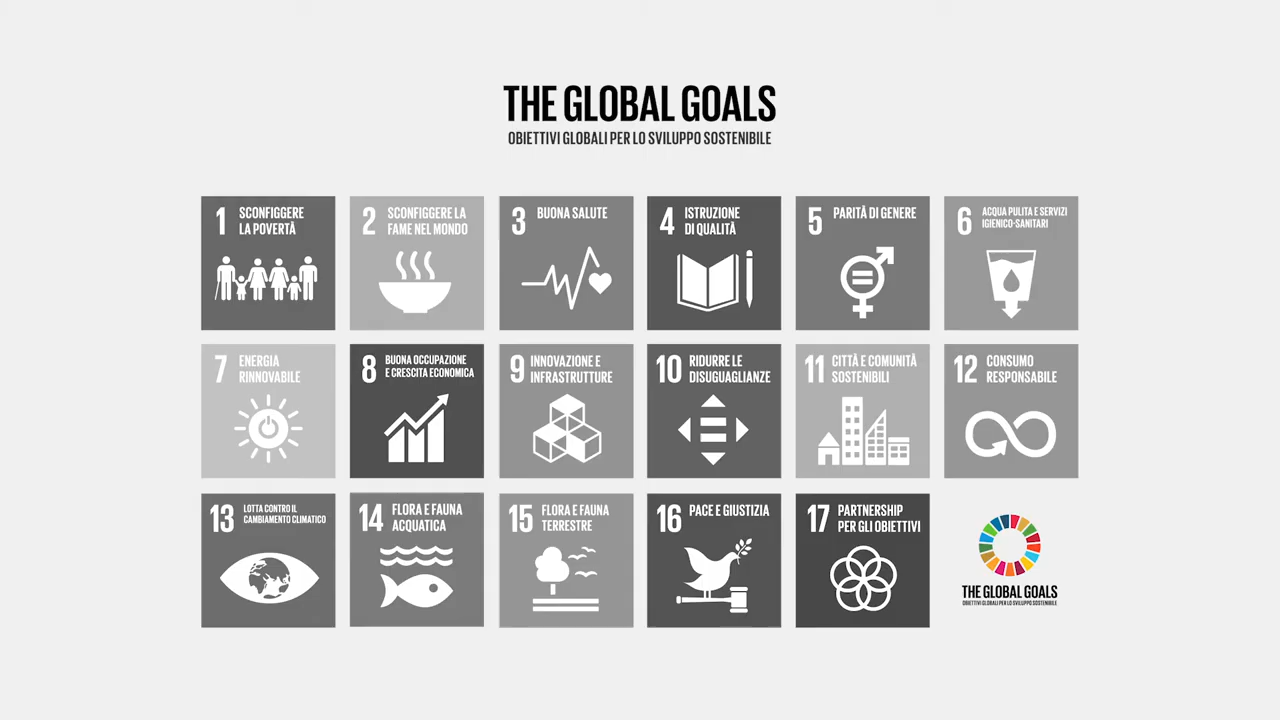 THE GLOBAL GOALS
OBIETTIVI GLOBALI PER LO SVILUPPO SOSTENIBILE
1 SCONFIGGERE
LA POVERTÀ
2 SCONFIGGERE LA
FAME NEL MONDO
3 BUONA SALUTE
4 ISTRUZIONE
DI QUALITÀ
5 PARITÀ DI GENERE
6 ACQUA PULITA E SERVIZI
IGIENICO-SANITARI
7 ENERGIA
RINNOVABILE
8 BUONA OCCUPAZIONE
E CRESCITA ECONOMICA
9 INNOVAZIONE E
INFRASTRUTTURE
10 RIDURRE LE
DISUGUAGLIANZE
11 CITTÀ E COMUNITÀ
SOSTENIBILI
12 CONSUMO
RESPONSABILE
13 LOTTA CONTRO IL
CAMBIAMENTO CLIMATICO
14 FLORA E FAUNA
ACQUATICA
15 FLORA E FAUNA
TERRESTRE
16 PACE E GIUSTIZIA
17 PARTNERSHIP
PER GLI OBIETTIVI
THE GLOBAL GOALS
OBIETTIVI GLOBALI PER LO SVILUPPO SOSTENIBILE